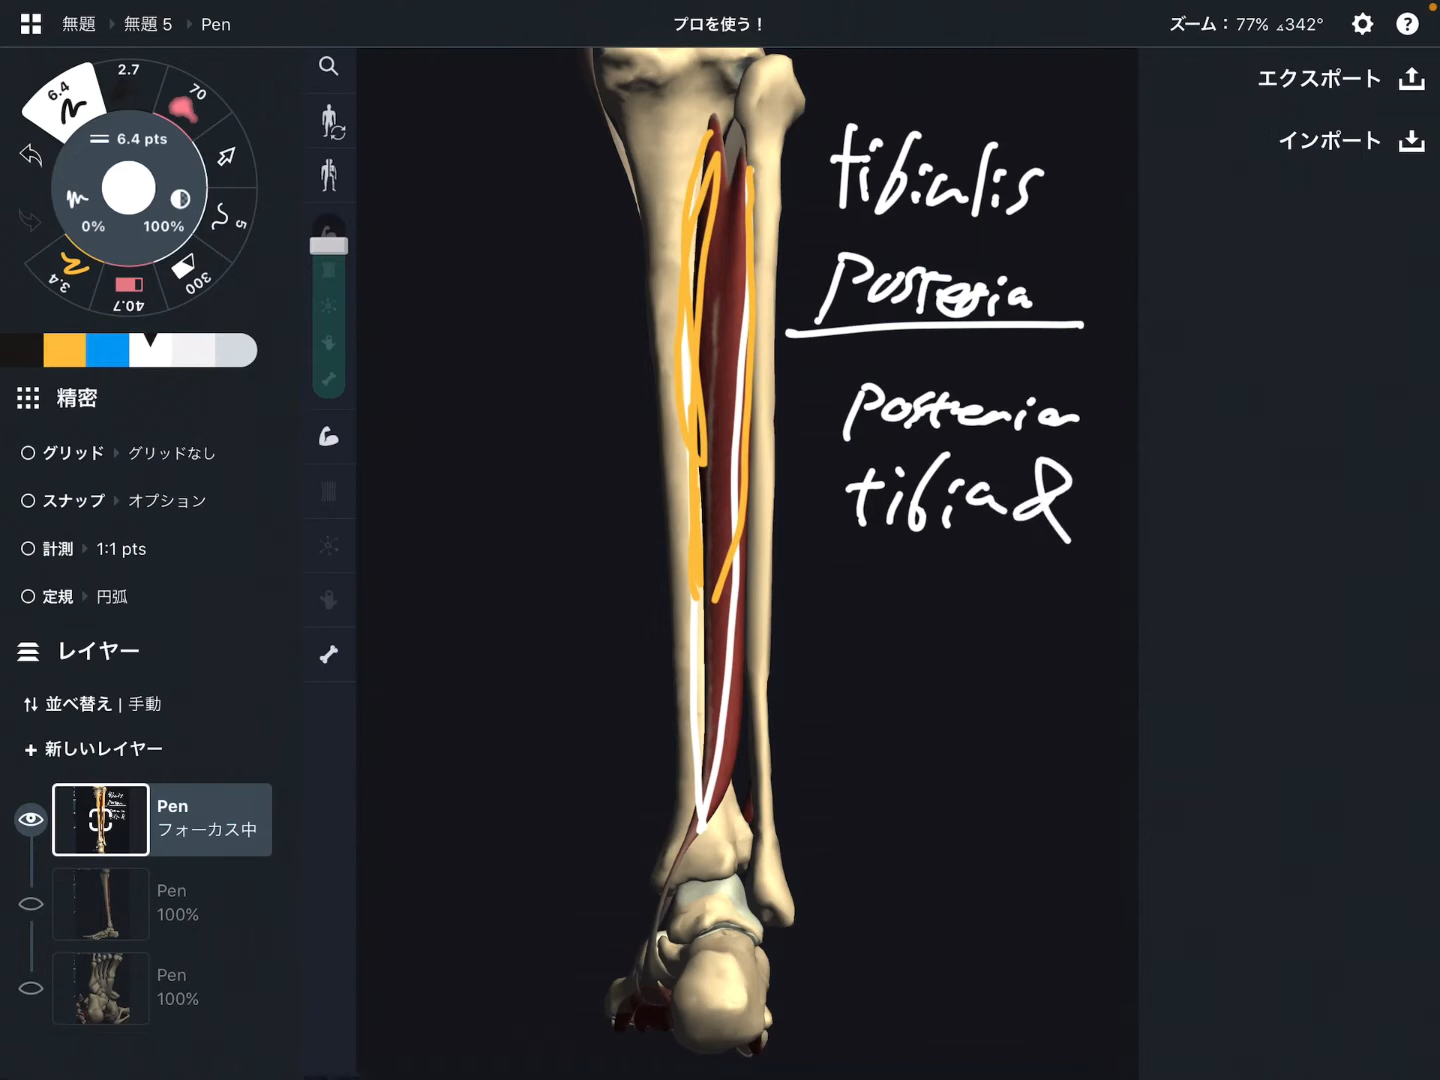 無題 無題 5 Pen
プロを使う！
ズーム：77% ⊿342°
エクスポート
インポート
6.4
2.7
70
6.4 pts
5
0% 100%
3.4
40.7
300
精密
グリッド グリッドなし
スナップ オプション
計測 1:1 pts
定規 円弧
レイヤー
並べ替え | 手動
+ 新しいレイヤー
Pen
フォーカス中
Pen
100%
Pen
100%
tibialis
posteria
posterior
tibial